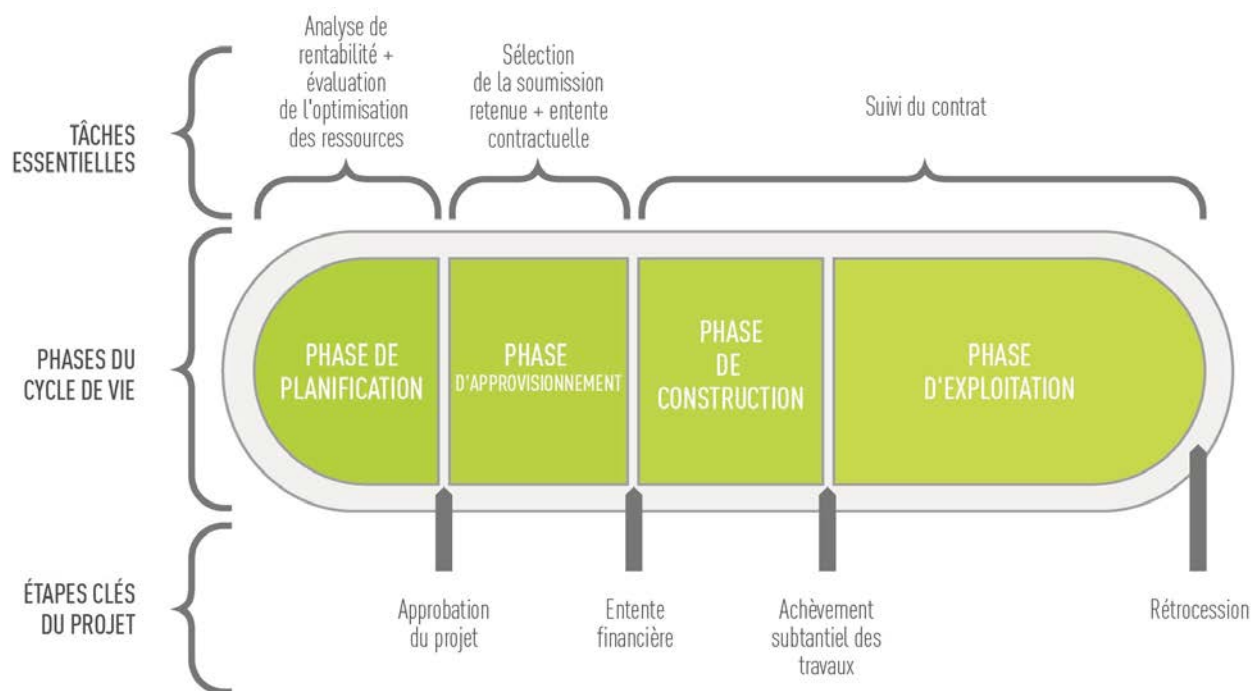 Analyse de
rentabilité +
évaluation
de l'optimisation
des ressources
Sélection
de la soumission
retenue + entente
contractuelle
Suivi du contrat
TÂCHES
ESSENTIELLES
PHASES DU
CYCLE DE VIE
PHASE DE
PLANIFICATION
PHASE
D'APPROVISIONNEMENT
PHASE
DE
CONSTRUCTION
PHASE
D'EXPLOITATION
ÉTAPES CLÉS
DU PROJET
Approbation
du projet
Entente
financière
Achèvement
subtantiel des
travaux
Rétrocession